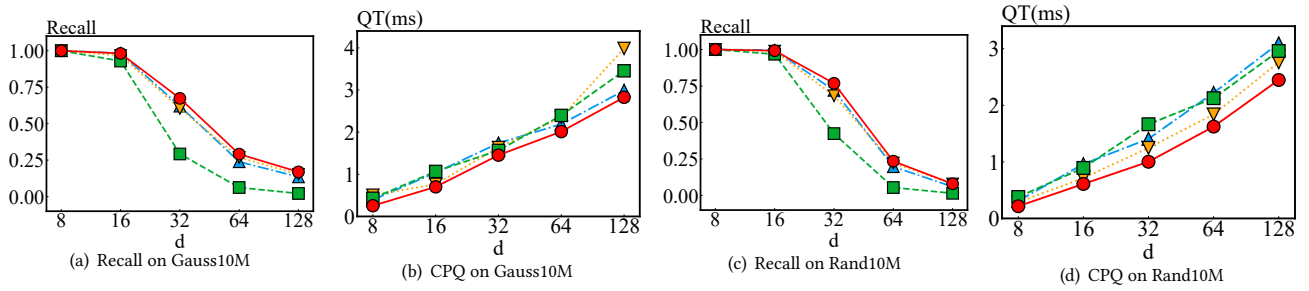 Recall
1.00
0.75
0.50
0.25
0.00
8 16 32 64 128
d
(a) Recall on Gauss10M
QT(ms)
4
3
2
1
0
8 16 32 64 128
d
(b) CPQ on Gauss10M
Recall
1.00
0.75
0.50
0.25
0.00
8 16 32 64 128
d
(c) Recall on Rand10M
QT(ms)
3
2
1
0
8 16 32 64 128
d
(d) CPQ on Rand10M